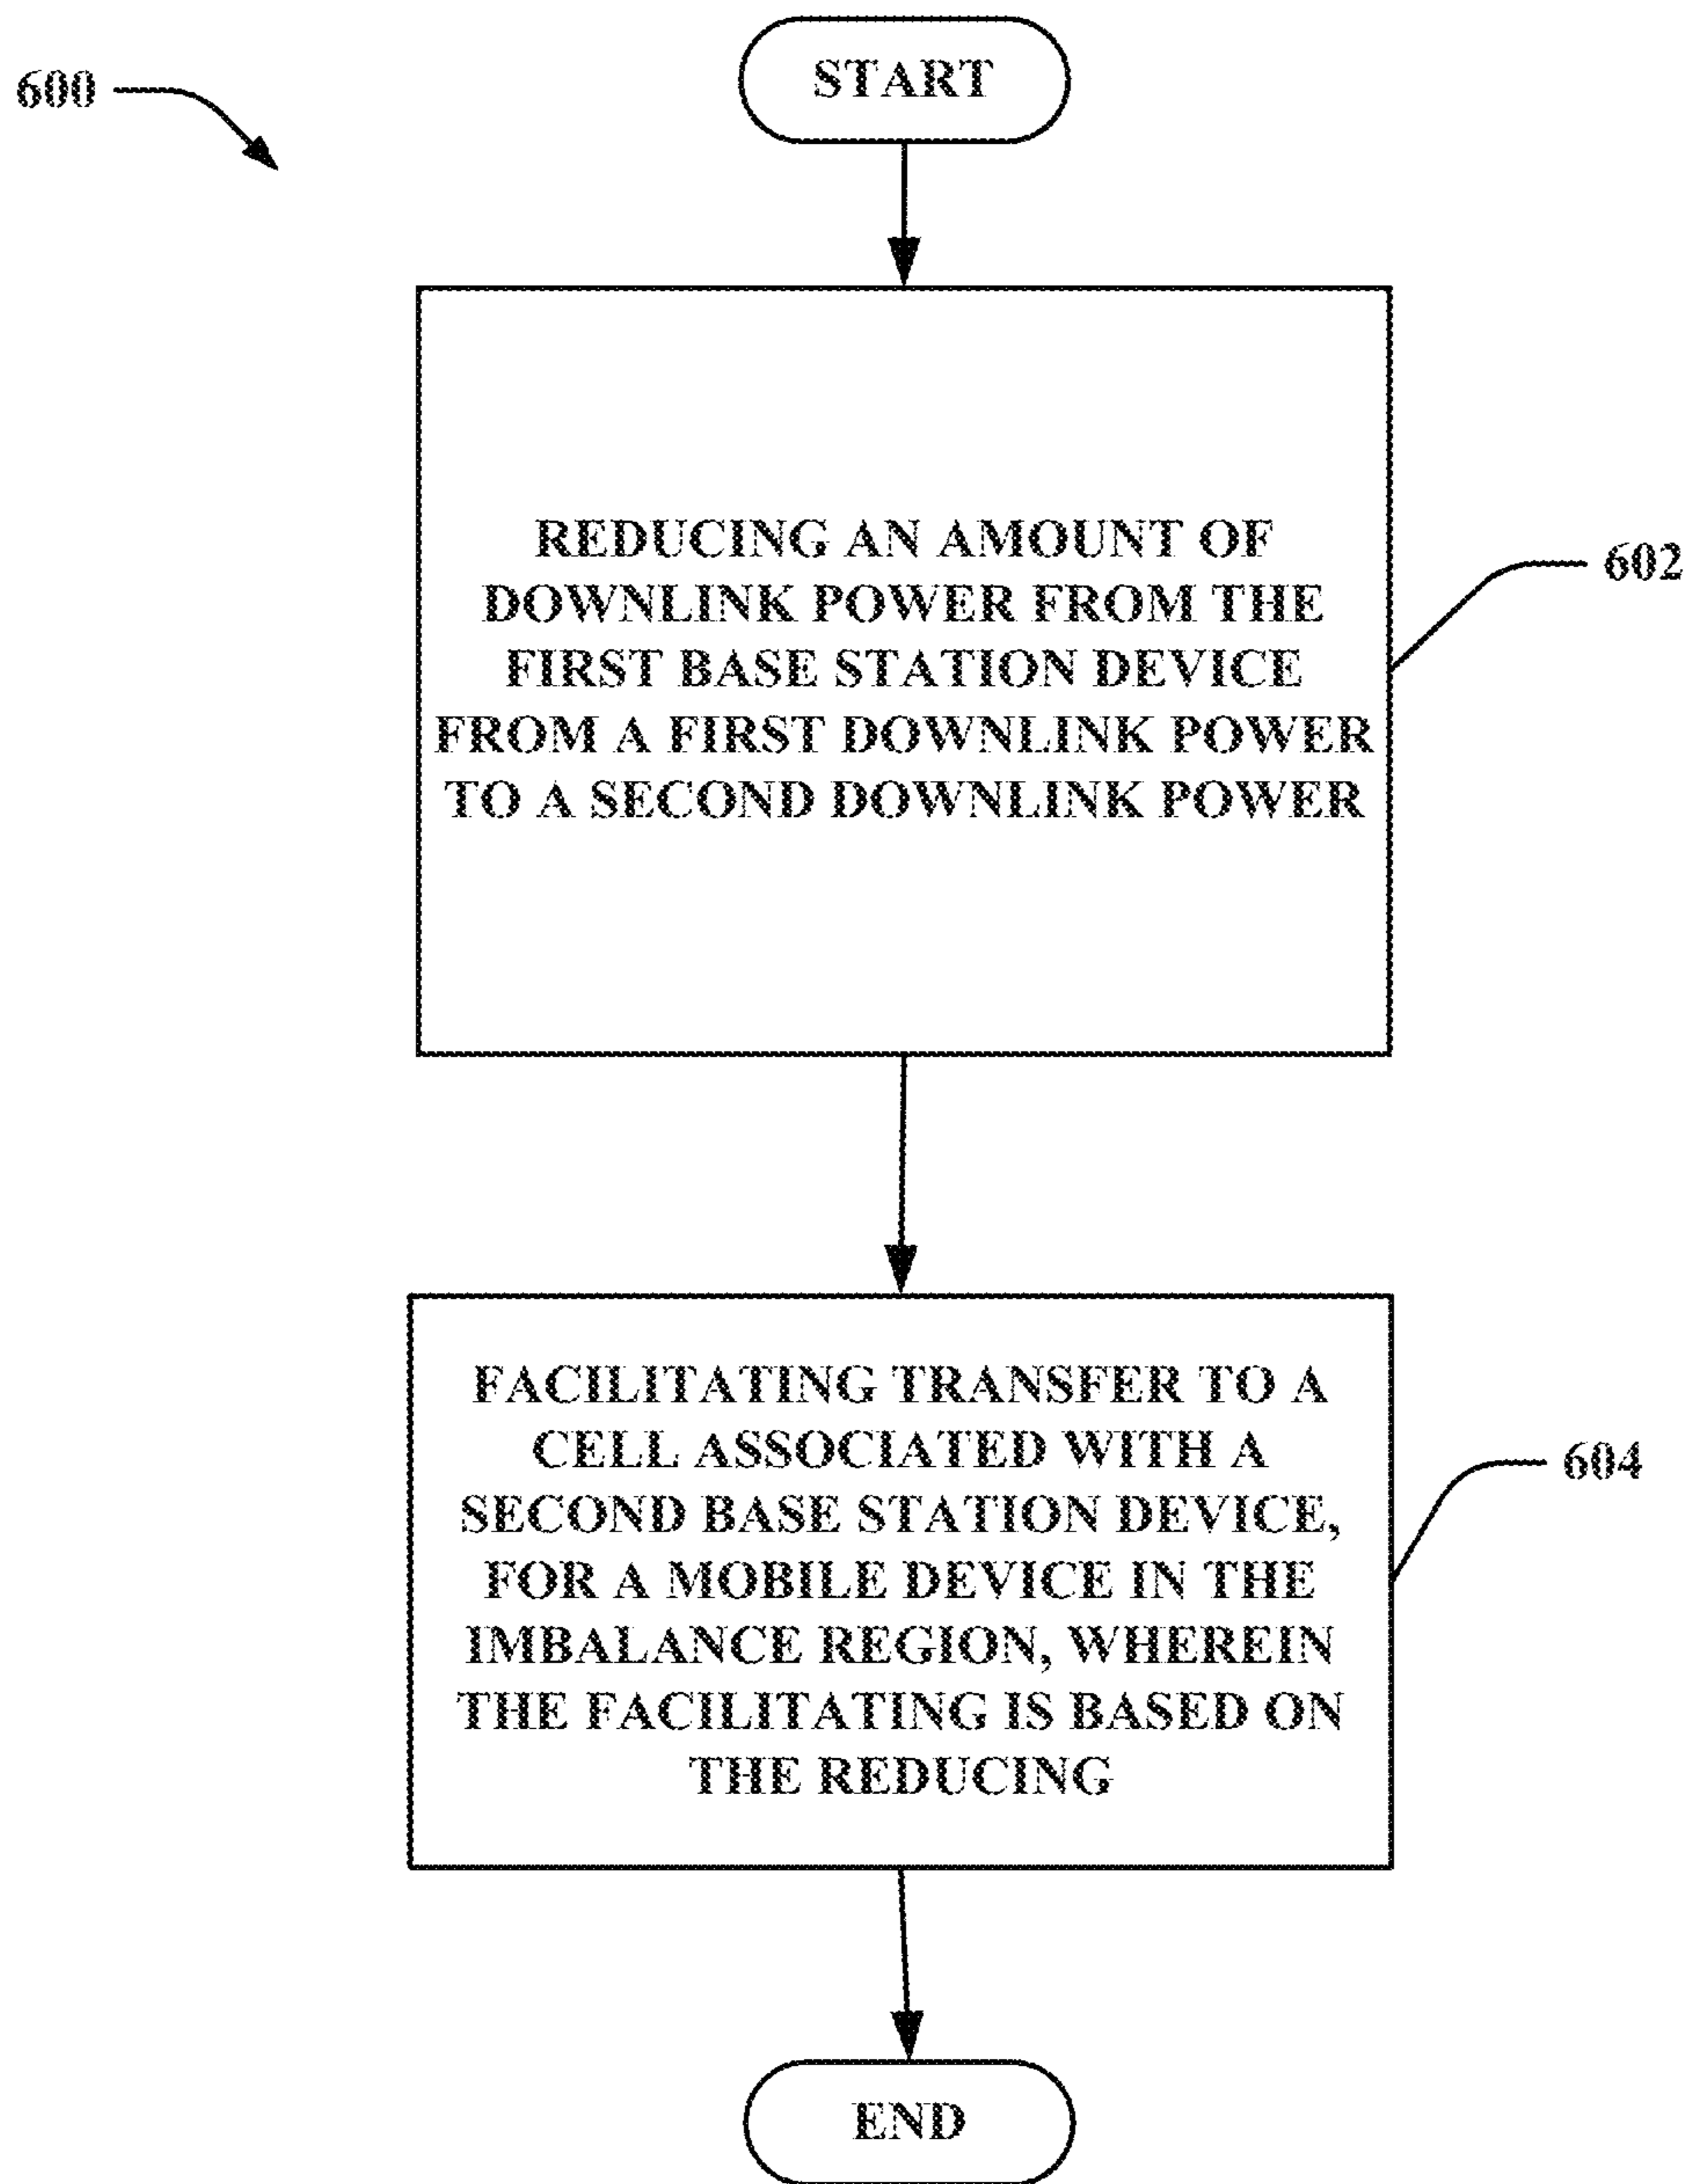 600
START
REDUCING AN AMOUNT OF
DOWNLINK POWER FROM THE
FIRST BASE STATION DEVICE
FROM A FIRST DOWNLINK POWER
TO A SECOND DOWNLINK POWER
602
FACILITATING TRANSFER TO A
CELL ASSOCIATED WITH A
SECOND BASE STATION DEVICE,
FOR A MOBILE DEVICE IN THE
IMBALANCE REGION, WHEREIN
THE FACILITATING IS BASED ON
THE REDUCING
604
END